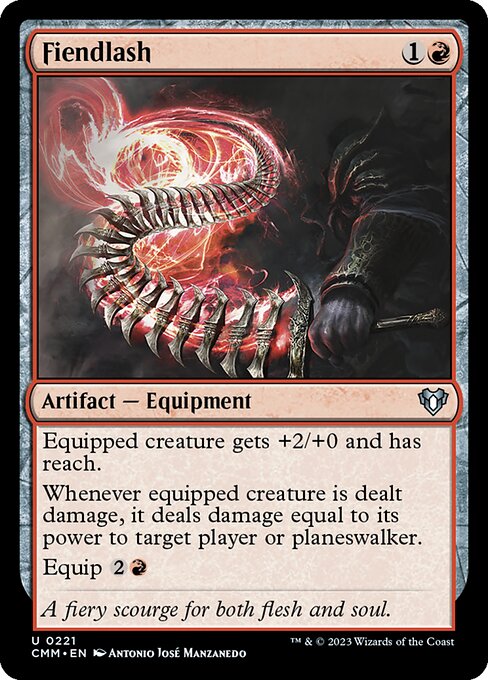 Fiendlash 1
Artifact — Equipment
Equipped creature gets +2/+0 and has
reach.
Whenever equipped creature is dealt
damage, it deals damage equal to its
power to target player or planeswalker.
Equip 2
A fiery scourge for both flesh and soul.
U 0221
™ & © 2023 Wizards of the Coast
CMM • EN Antonio José Manzanedo